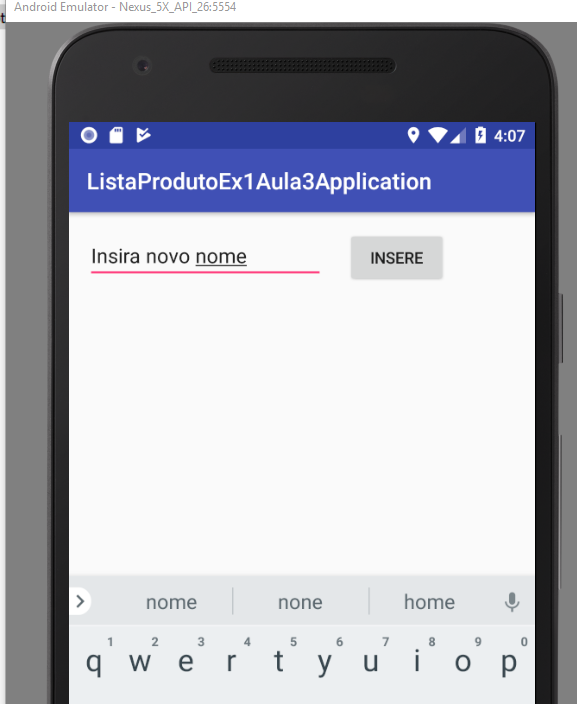 Android Emulator - Nexus_5X_API_26:5554
4:07
ListaProdutoEx1Aula3Application
Insira novo nome
INSERE
nome none home
1 2 3 4 5 6 7 8 9 0
q w e r t y u i o p